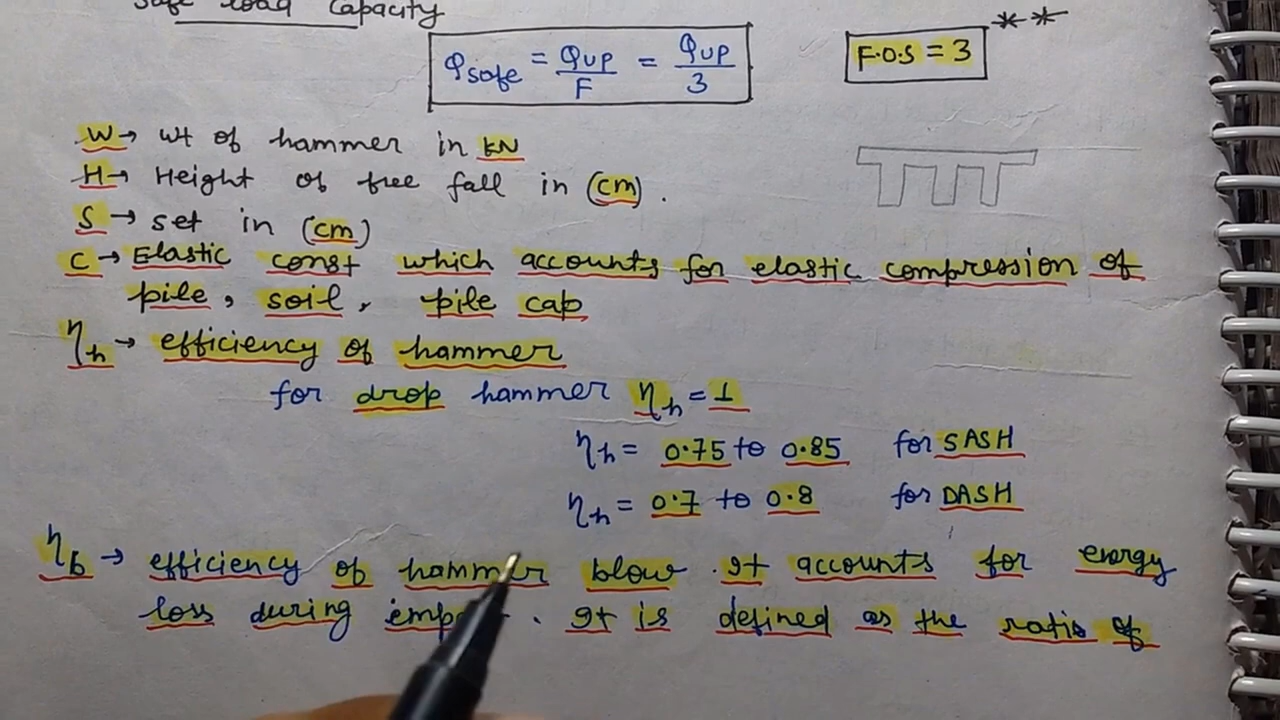 Safe load Capacity
Qsafe = Qup/F = Qup/3
F.O.S = 3 **
W → wt of hammer in kN
H → Height of free fall in (cm).
S → set in (cm)
C → Elastic const which accounts for elastic compression of
pile, soil, pile cap
ηh → efficiency of hammer
for drop hammer ηh = 1
ηh = 0.75 to 0.85 for SASH
ηh = 0.7 to 0.8 for DASH
ηb → efficiency of hammer blow. It accounts for energy
loss during . It is defined as the ratio of